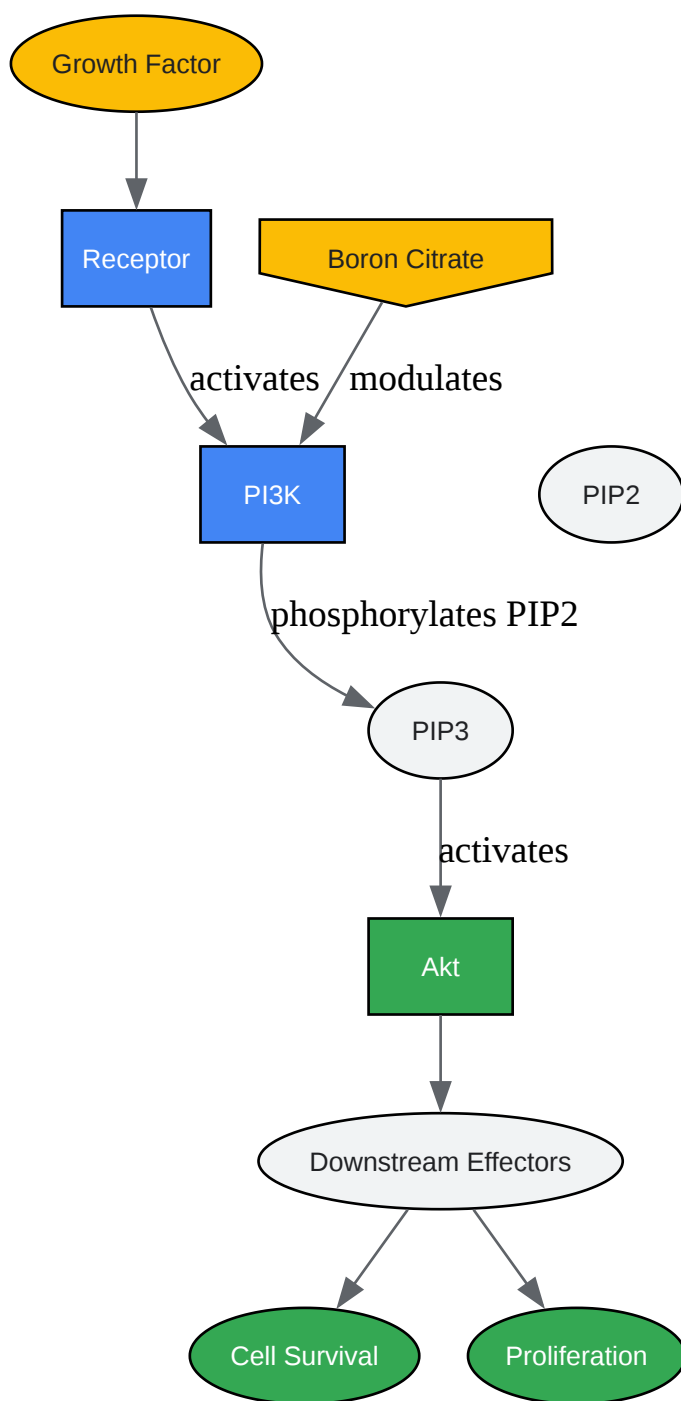 Growth Factor
Receptor
Boron Citrate
activates
modulates
PI3K
PIP2
phosphorylates PIP2
PIP3
activates
Akt
Downstream Effectors
Cell Survival
Proliferation